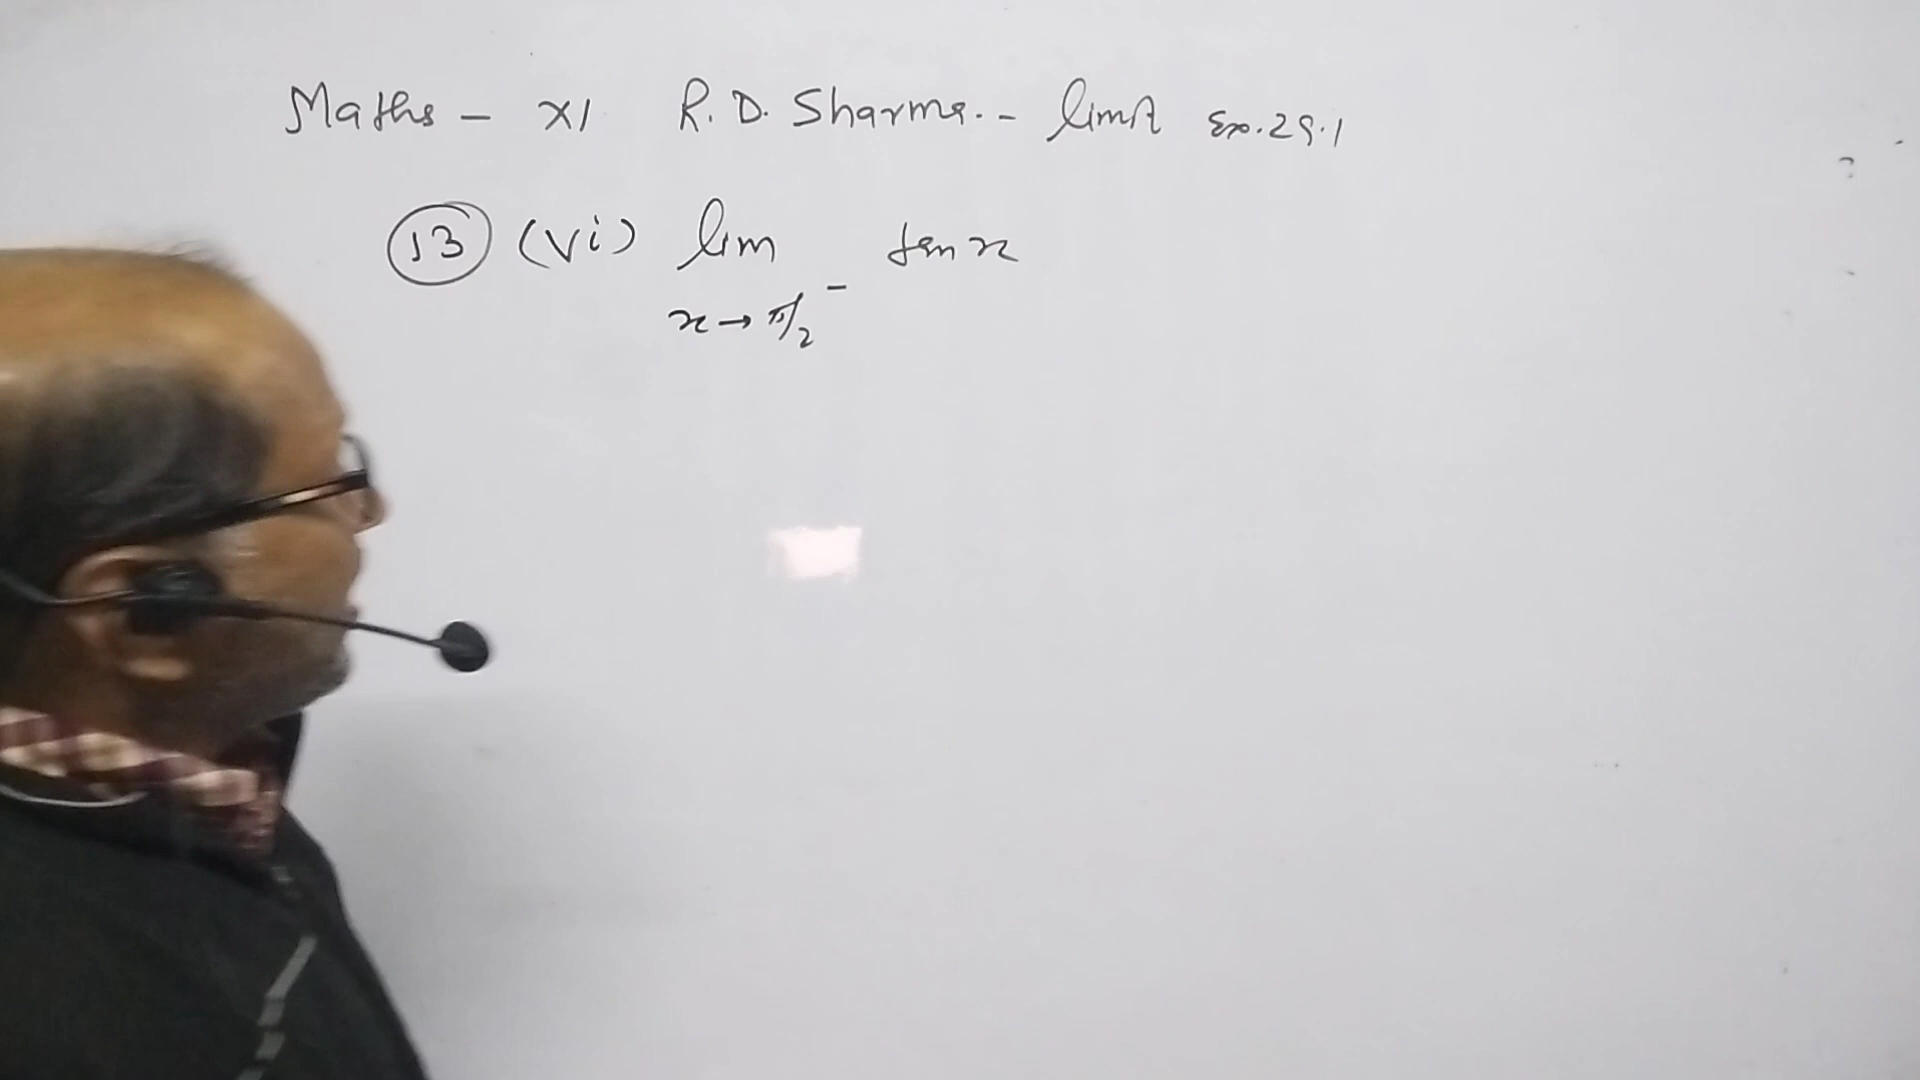 Maths - XI R.D. Sharma. - limit Ex. 29.1
13 (vi) lim tan x
x → π/2 -